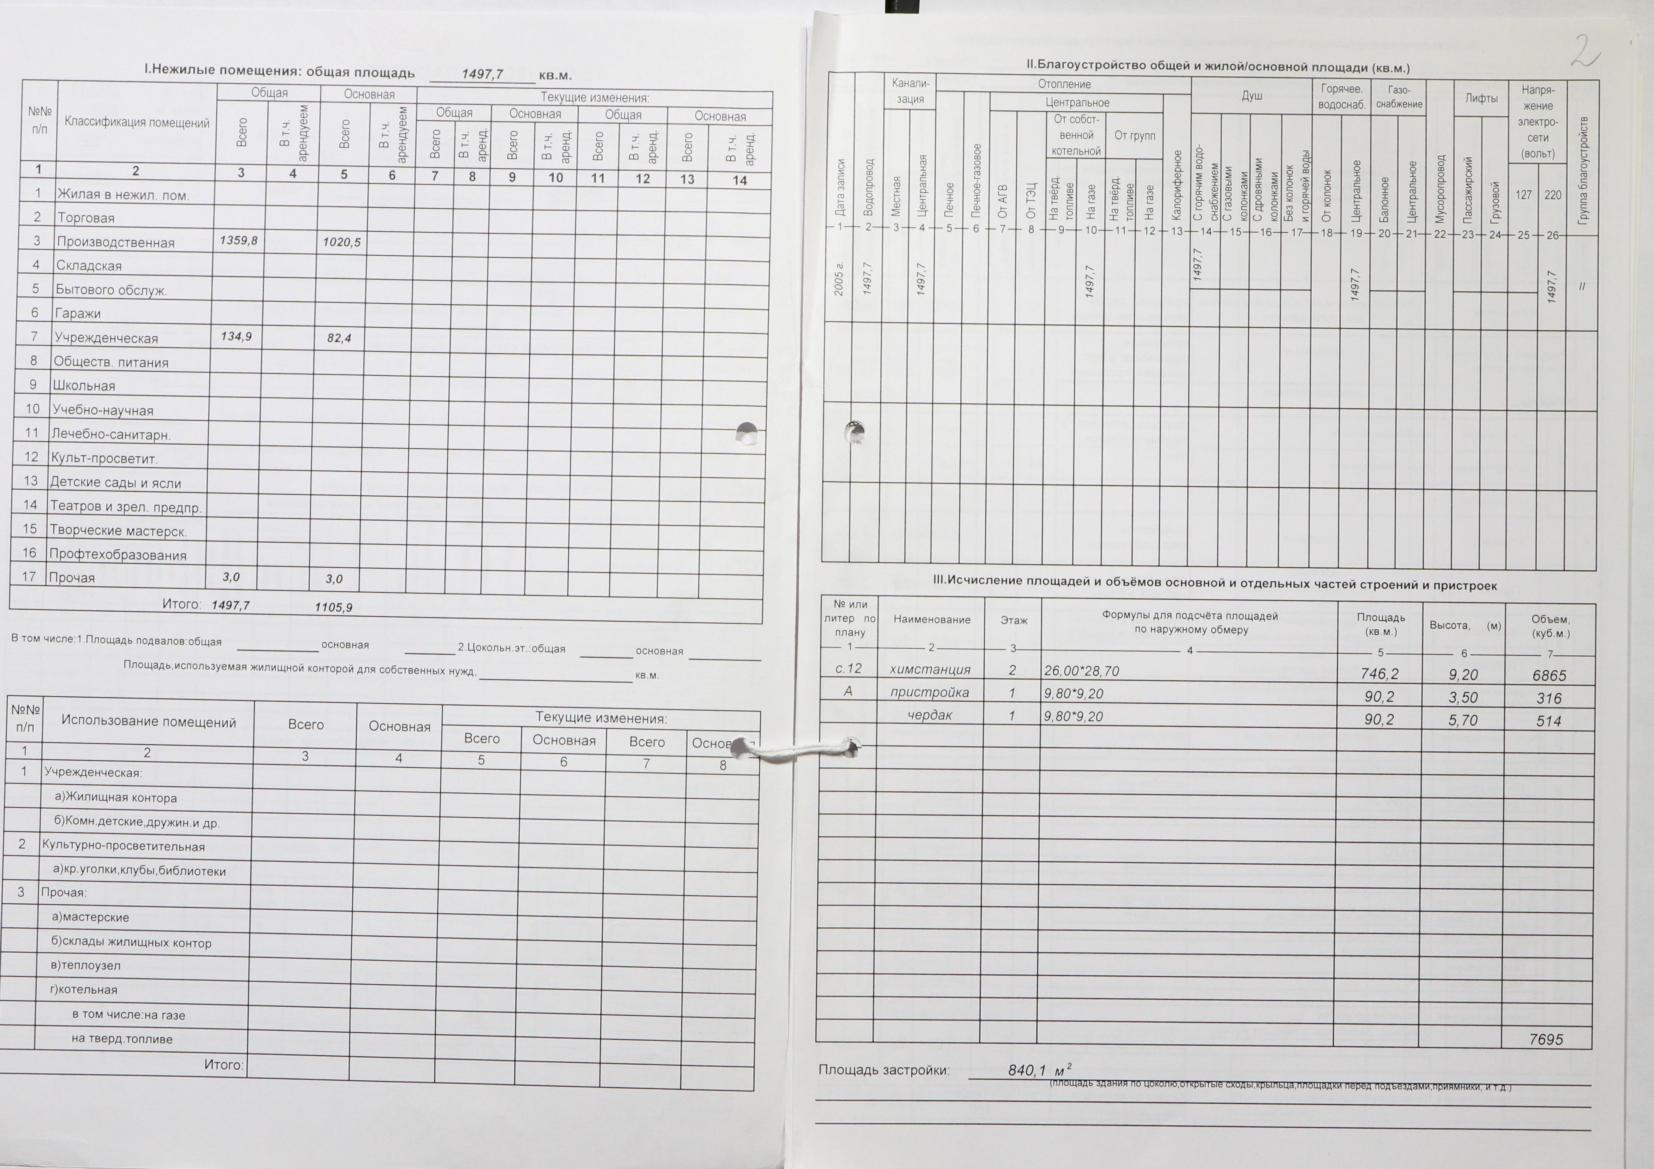 I.Нежилые помещения: общая площадь 1497,7 кв.м.
№№ п/п
Классификация помещений
Общая
Основная
Текущие изменения:
Общая
Основная
Общая
Основная
Всего
В т.ч. арендуеем
Всего
В т.ч. арендуеем
Всего
В т.ч. аренд.
Всего
В т.ч. аренд.
Всего
В т.ч. аренд.
Всего
В т.ч. аренд.
1 2 3 4 5 6 7 8 9 10 11 12 13 14
1 Жилая в нежил. пом.
2 Торговая
3 Производственная 1359,8 1020,5
4 Складская
5 Бытового обслуж.
6 Гаражи
7 Учрежденческая 134,9 82,4
8 Обществ. питания
9 Школьная
10 Учебно-научная
11 Лечебно-санитарн.
12 Культ-просветит.
13 Детские сады и ясли
14 Театров и зрел. предпр.
15 Творческие мастерск.
16 Профтехобразования
17 Прочая 3,0 3,0
Итого: 1497,7 1105,9
В том числе:1.Площадь подвалов:общая основная 2.Цокольн.эт.:общая основная
Площадь,используемая жилищной конторой для собственных нужд, кв.м.
№№ п/п
Использование помещений
Всего
Основная
Текущие изменения:
Всего
Основная
Всего
Основ
1 2 3 4 5 6 7 8
1 Учрежденческая:
а)Жилищная контора
б)Комн.детские,дружин.и др.
2 Культурно-просветительная
а)кр.уголки,клубы,библиотеки
3 Прочая:
а)мастерские
б)склады жилищных контор
в)теплоузел
г)котельная
в том числе:на газе
на тверд.топливе
Итого:
2
II.Благоустройство общей и жилой/основной площади (кв.м.)
Дата записи
Водопровод
Канали-
зация
Местная
Центральная
Отопление
Печное
Печное-газовое
Центральное
От АГВ
От ТЭЦ
От собст-
венной
котельной
На твёрд. топливе
На газе
От групп
На твёрд. топливе
На газе
Калориферное
Душ
С горячим водо-
снабжением
С газовыми колонками
С дровяными колонками
Без колонок и горячей воды
Горячее.
водоснаб.
От колонок
Центральное
Газо-
снабжение
Балонное
Центральное
Мусоропровод
Лифты
Пассажирский
Грузовой
Напря-
жение
электро-
сети
(вольт)
127
220
Группа благоустройств
1 2 3 4 5 6 7 8 9 10 11 12 13 14 15 16 17 18 19 20 21 22 23 24 25 26
2005 г. 1497,7 1497,7 1497,7 1497,7 1497,7 1497,7 II
III.Исчисление площадей и объёмов основной и отдельных частей строений и пристроек
№ или
литер по
плану
Наименование
Этаж
Формулы для подсчёта площадей
по наружному обмеру
Площадь
(кв.м.)
Высота, (м)
Объем,
(куб.м.)
1 2 3 4 5 6 7
с.12 химстанция 2 26,00*28,70 746,2 9,20 6865
А пристройка 1 9,80*9,20 90,2 3,50 316
чердак 1 9,80*9,20 90,2 5,70 514
7695
Площадь застройки: 840,1 м²
(площадь здания по цоколю,открытые сходы,крыльца,площадки перед подъездами,приямники, и т.д.)